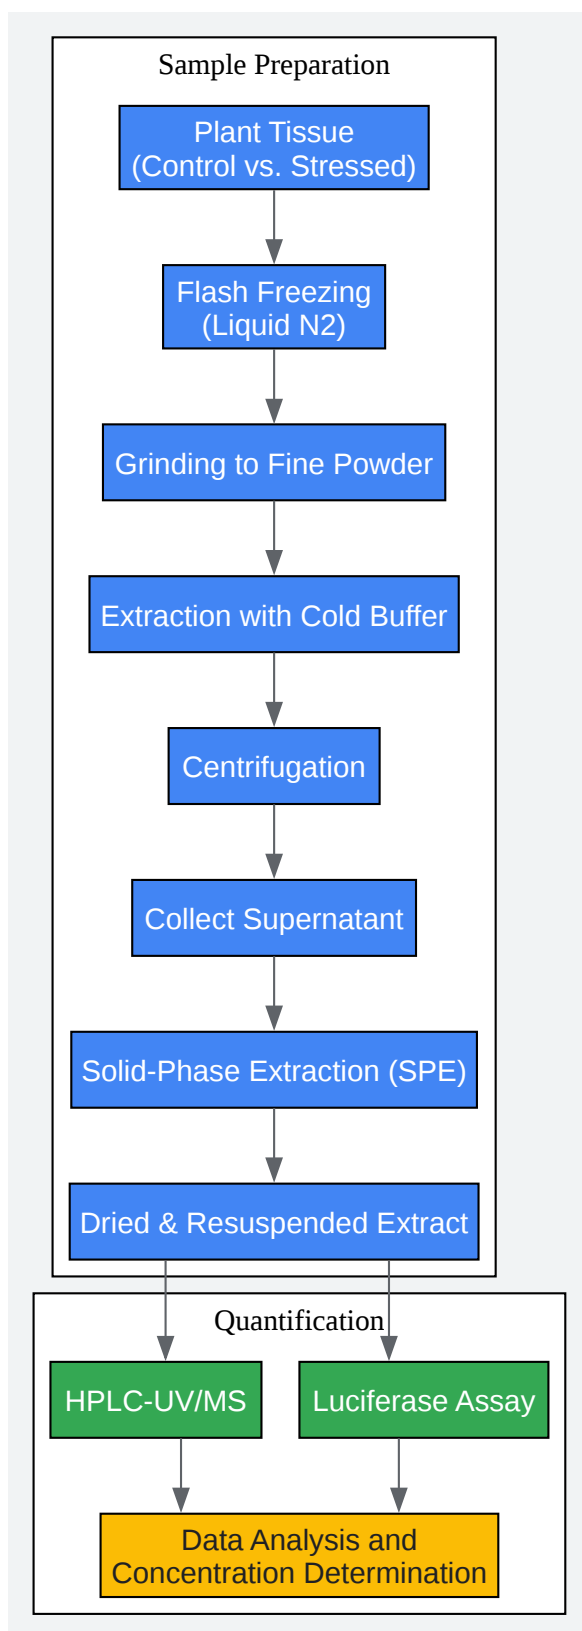 Sample Preparation
Plant Tissue
(Control vs. Stressed)
Flash Freezing
(Liquid N2)
Grinding to Fine Powder
Extraction with Cold Buffer
Centrifugation
Collect Supernatant
Solid-Phase Extraction (SPE)
Dried & Resuspended Extract
Quantification
HPLC-UV/MS
Luciferase Assay
Data Analysis and
Concentration Determination